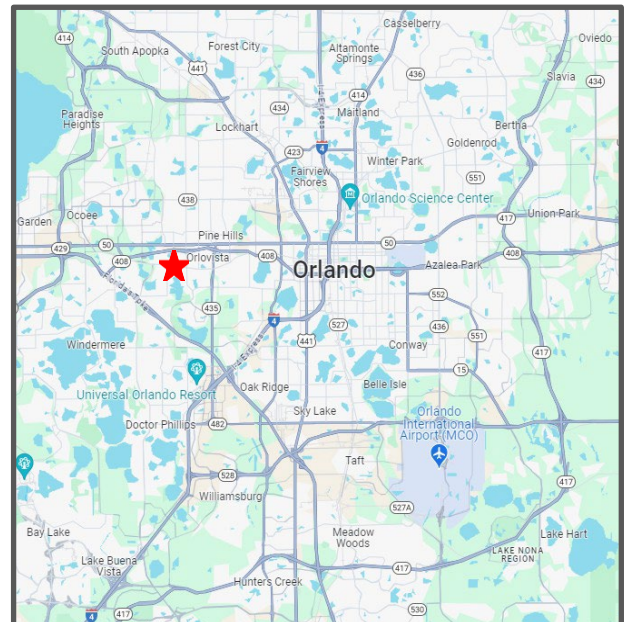 Casselberry
414
Forest City
Oviedo
South Apopka
441
Altamonte
Springs
436
Slavia
434
I-4 Express
4
414
Paradise
Heights
434
Maitland
Bertha
Lockhart
423
4
Goldenrod
Winter Park
Fairview
Shores
551
438
Orlando Science Center
Garden
Ocoee
417
Union Park
Pine Hills
429
50
408
Orlovista
408
50
Orlando
Azalea Park
408
552
435
4
527
436
441
551
Windermere
Conway
417
15
Oak Ridge
Belle Isle
Universal Orlando Resort
Sky Lake
Orlando
International
Airport (MCO)
Doctor Phillips
482
Taft
528
417
Williamsburg
527A
Bay Lake
Meadow
Woods
Lake Hart
LAKE NONA
REGION
Lake Buena
Vista
417
Hunters Creek
4
417
530